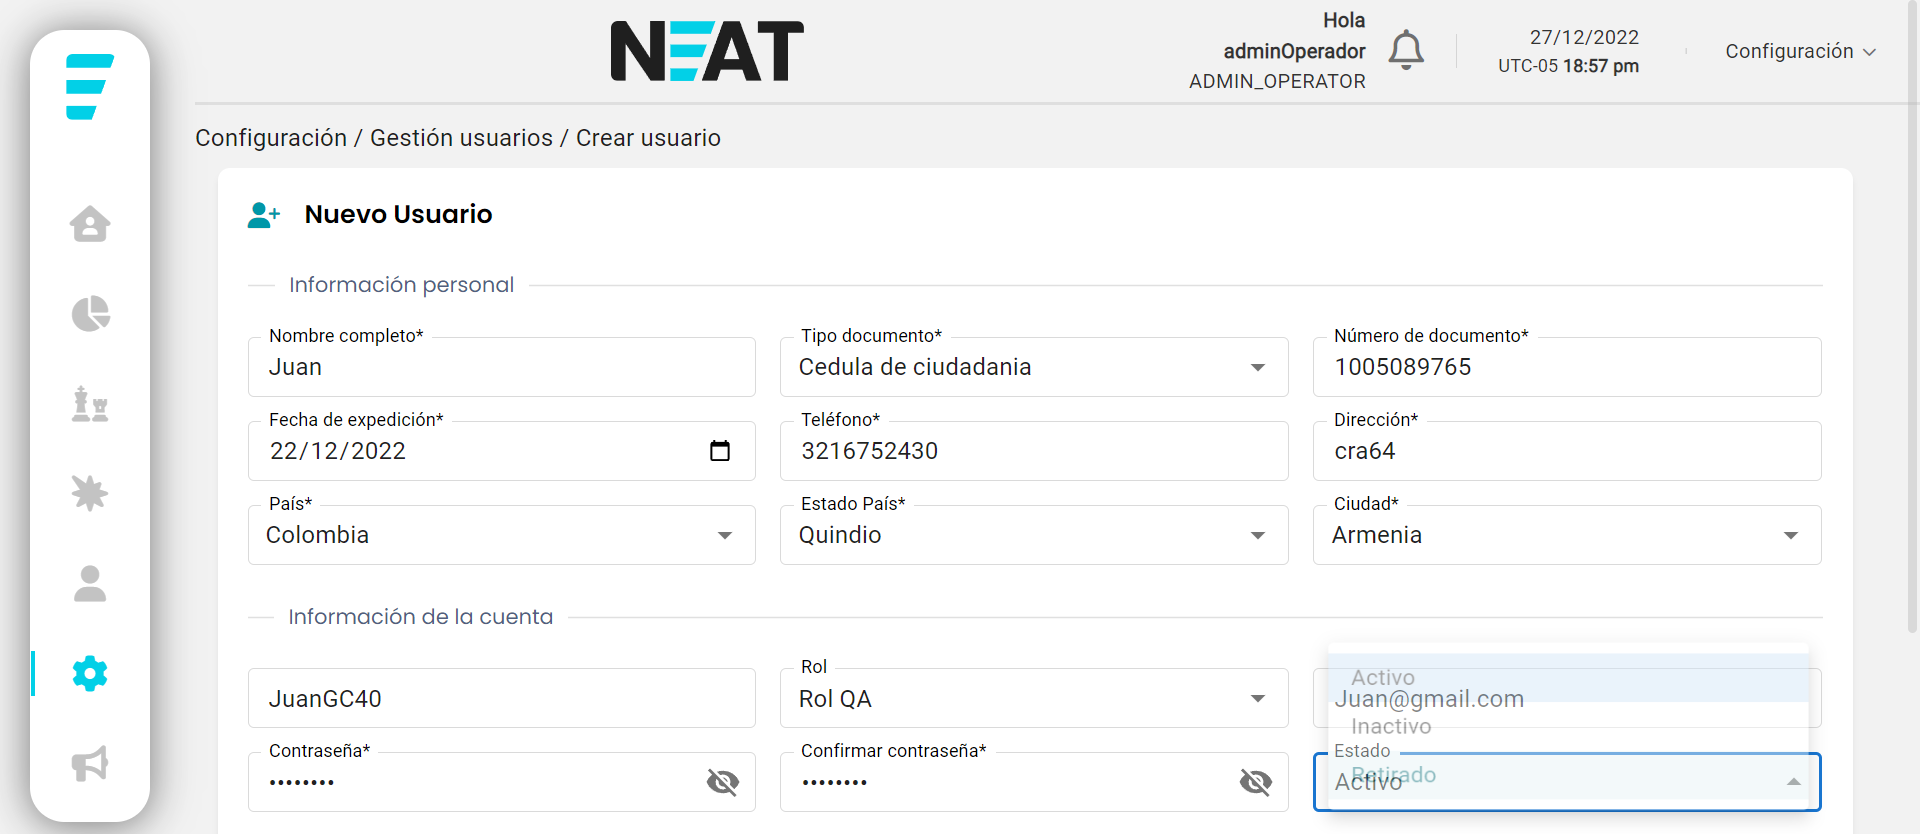 NEAT
Hola
adminOperador
ADMIN_OPERATOR
27/12/2022
UTC-05 18:57 pm
Configuración
Configuración / Gestión usuarios / Crear usuario
Nuevo Usuario
Información personal
Nombre completo*
Juan
Tipo documento*
Cedula de ciudadania
Número de documento*
1005089765
Fecha de expedición*
22/12/2022
Teléfono*
3216752430
Dirección*
cra64
País*
Colombia
Estado País*
Quindio
Ciudad*
Armenia
Información de la cuenta
JuanGC40
Rol
Rol QA
Activo
Juan@gmail.com
Inactivo
Contraseña*
••••••••
Confirmar contraseña*
••••••••
Estado
Retirado
Activo